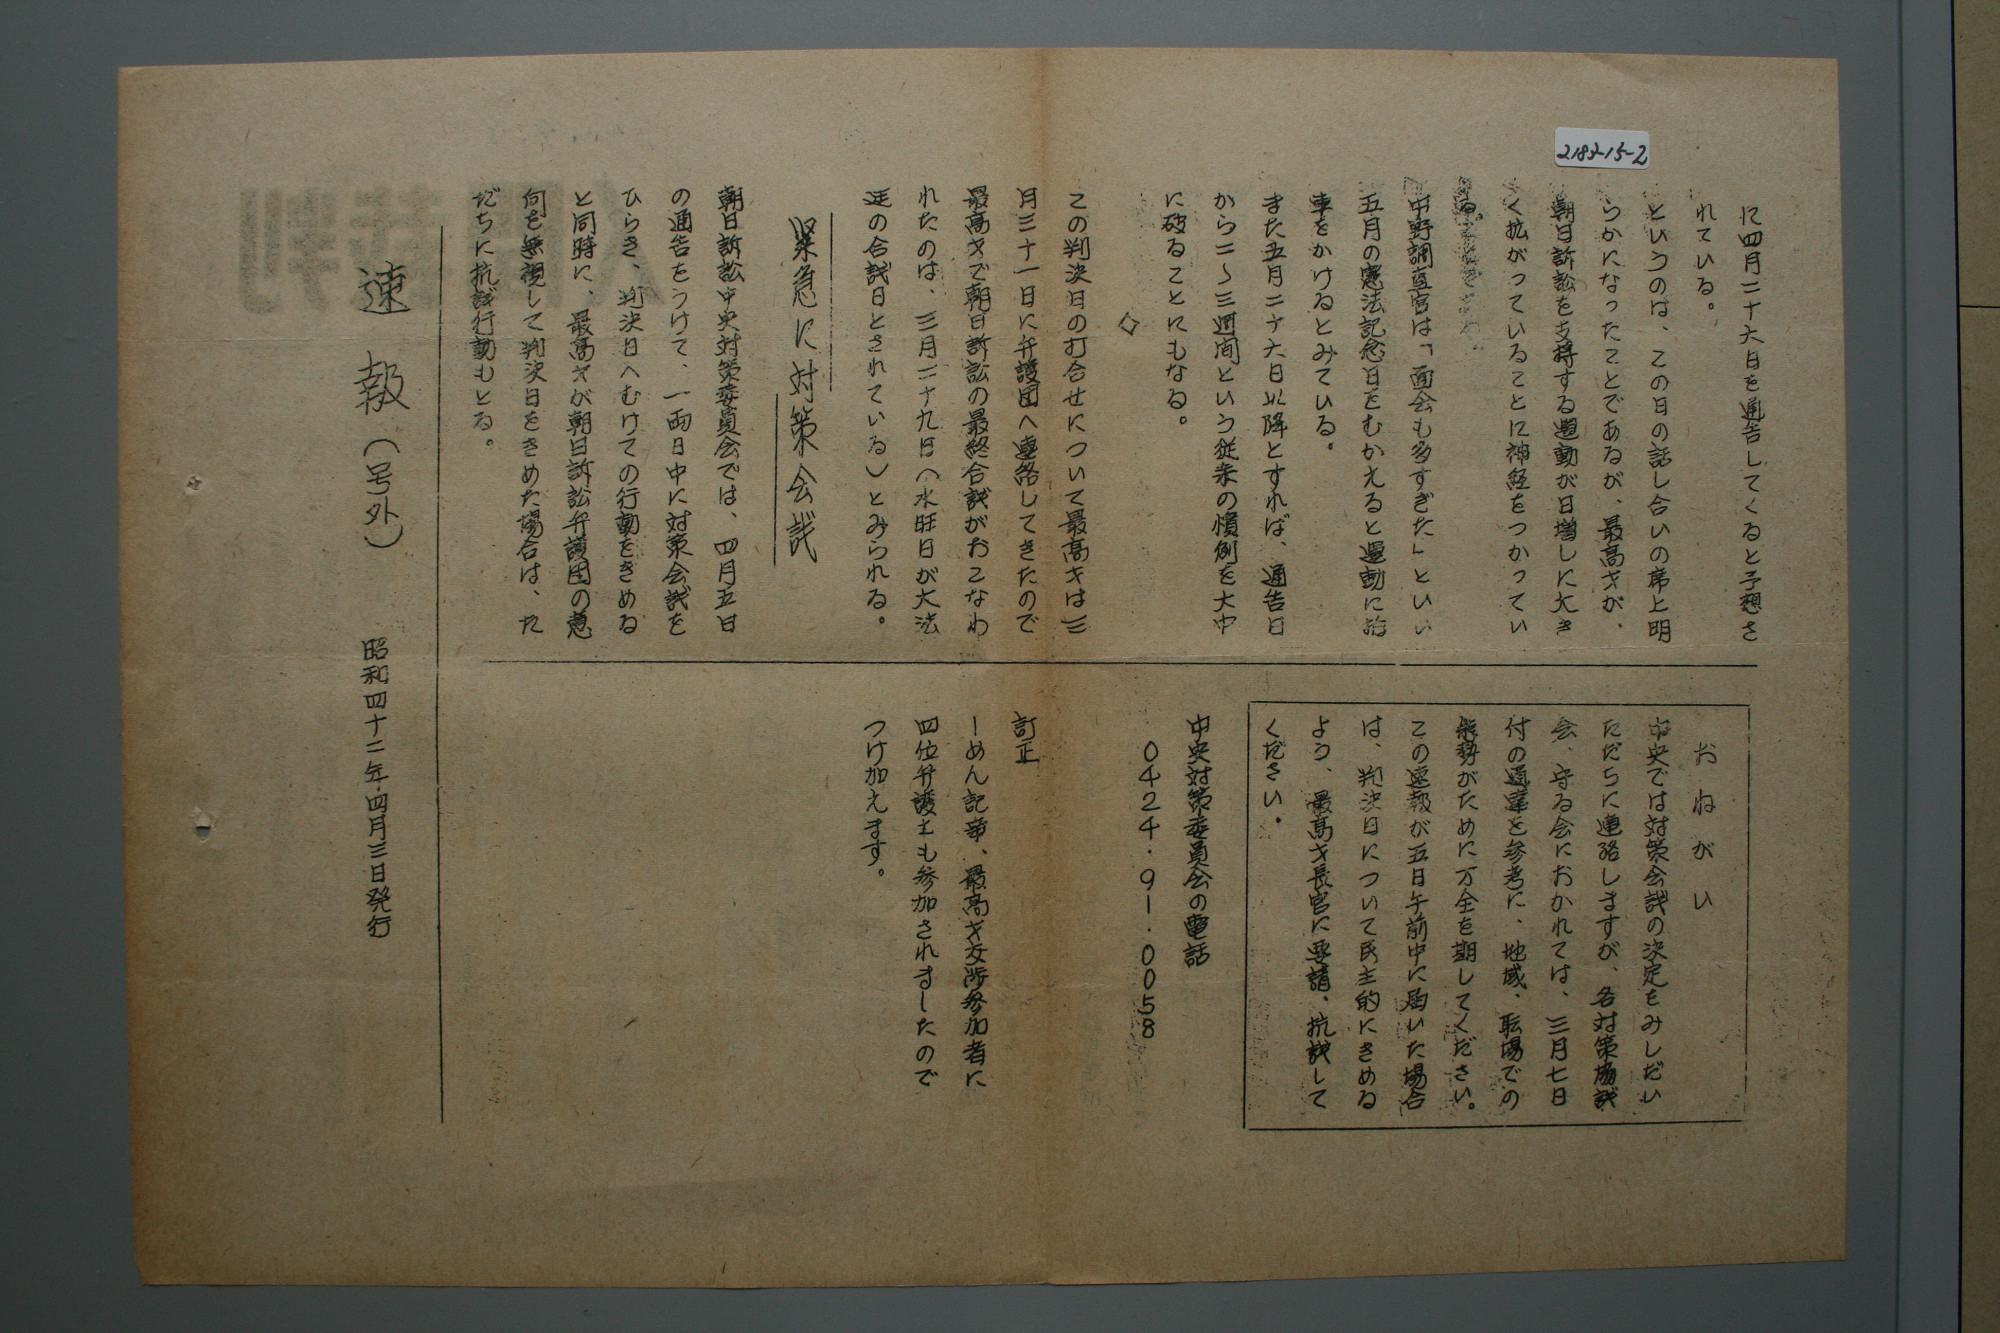 2183-15-2
に四月二十六日を通告してくると予想さ
れている。
というのは、この日の話し合いの席上明
らかになったことであるが、最高才が、
朝日訴訟を支持する運動が日増しに大き
く拡がっていることに神経をつかってい
る。
中野調査官は「面会も多すぎた」といい
五月の憲法記念日をむかえると運動に拍
車をかけるとみている。
また五月二十六日以降とすれば、通告日
から二〜三週間という従来の慣例を大中
に破ることにもなる。
◇
この判決日の打合せについて最高才は三
月三十一日に弁護団へ連絡してきたので
最高才で朝日訴訟の最終合議がおこなわ
れたのは、三月二十九日(水旺日が大法
廷の合議日とされている)とみられる。
緊急に対策会議
朝日訴訟中央対策委員会では、四月五日
の通告をうけて、一両日中に対策会議を
ひらき、判決日へむけての行動をきめる
と同時に、最高才が朝日訴訟弁護団の意
向を無視して判決日をきめた場合は、た
だちに抗議行動もとる。
おねがい
中央では対策会議の決定をみしだい
ただちに連絡しますが、各対策協議
会、守る会におかれては、三月七日
付の通達を参考に、地域、転場での
態勢がために万全を期してください。
この速報が五日午前中に届いた場合
は、判決日について民主的にきめる
よう、最高才長官に要請、抗議して
ください。
中央対策委員会の電話
0424・91・0058
訂正
一めん記事、最高才交渉参加者に
四位弁護士も参加されましたので
つけ加えます。
速報(号外)
昭和四十二年・四月三日発行